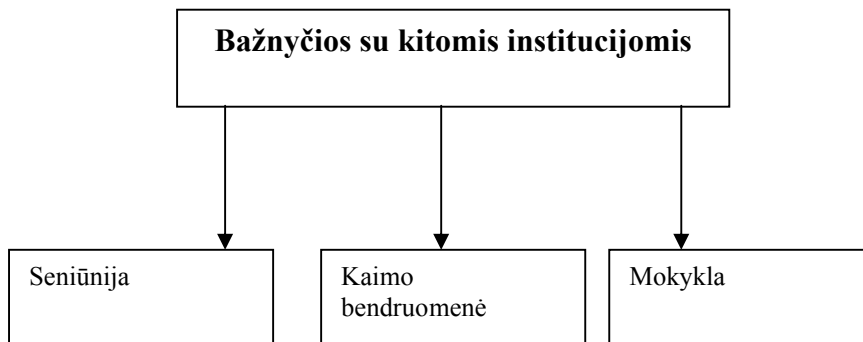 Bažnyčios su kitomis institucijomis
Seniūnija
Kaimo
bendruomenė
Mokykla